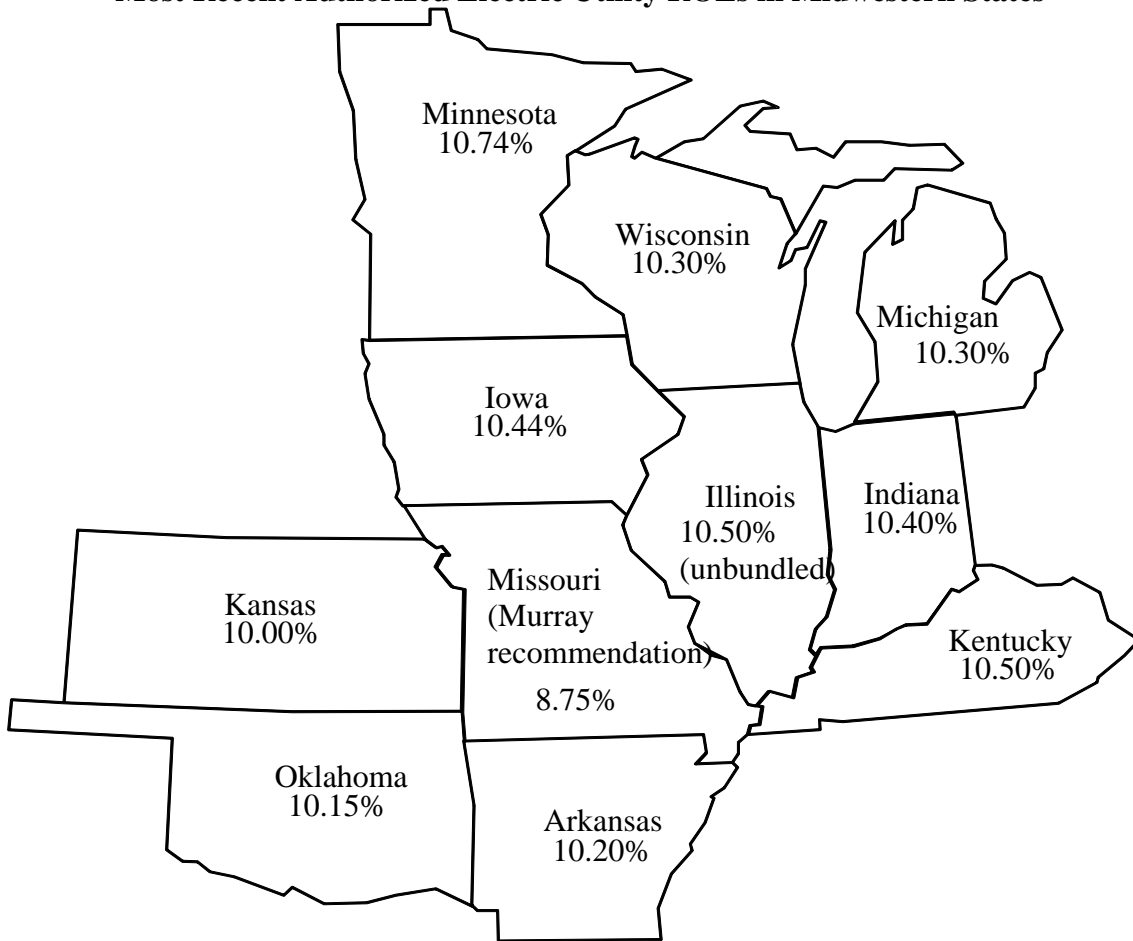 Most Recent Authorized Electric Utility ROEs in Midwestern States
Minnesota
10.74%
Wisconsin
10.30%
Michigan
10.30%
Iowa
10.44%
Illinois
10.50%
(unbundled)
Indiana
10.40%
Missouri
(Murray
recommendation)
8.75%
Kansas
10.00%
Kentucky
10.50%
Oklahoma
10.15%
Arkansas
10.20%